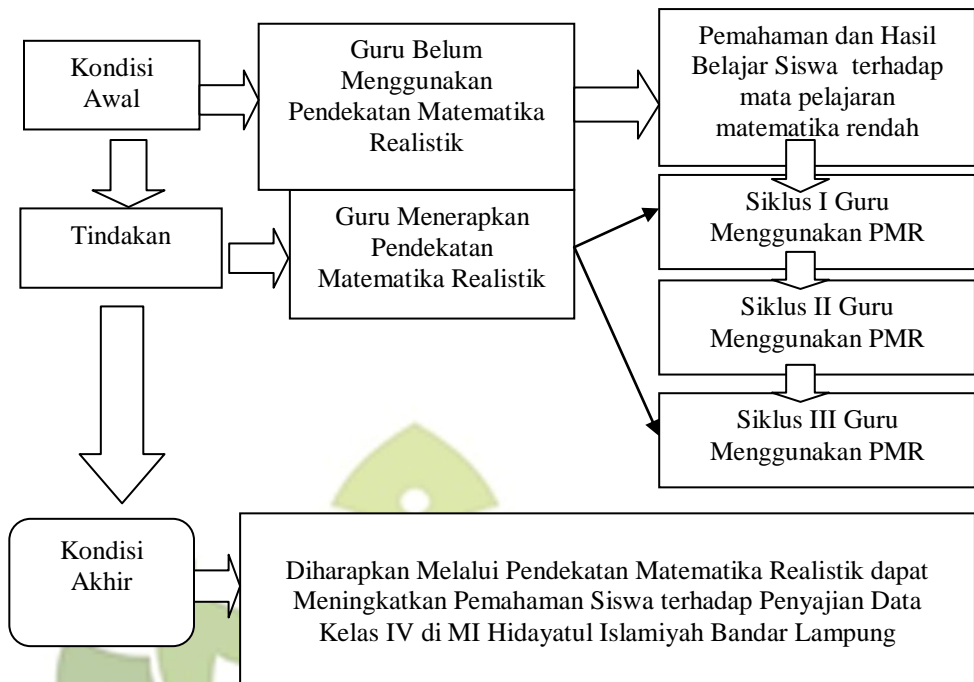 Kondisi
Awal
Guru Belum
Menggunakan
Pendekatan Matematika
Realistik
Pemahaman dan Hasil
Belajar Siswa terhadap
mata pelajaran
matematika rendah
Tindakan
Guru Menerapkan
Pendekatan
Matematika Realistik
Siklus I Guru
Menggunakan PMR
Siklus II Guru
Menggunakan PMR
Siklus III Guru
Menggunakan PMR
Kondisi
Akhir
Diharapkan Melalui Pendekatan Matematika Realistik dapat
Meningkatkan Pemahaman Siswa terhadap Penyajian Data
Kelas IV di MI Hidayatul Islamiyah Bandar Lampung